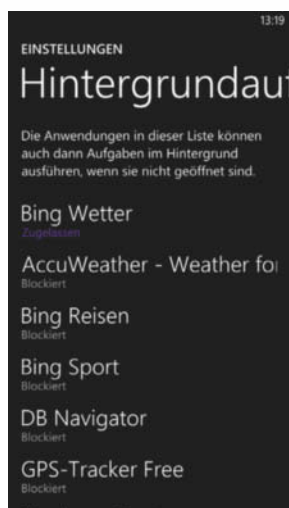 13:19
EINSTELLUNGEN
Hintergrundauf
Die Anwendungen in dieser Liste können
auch dann Aufgaben im Hintergrund
ausführen, wenn sie nicht geöffnet sind.
Bing Wetter
Zugelassen
AccuWeather - Weather for
Blockiert
Bing Reisen
Blockiert
Bing Sport
Blockiert
DB Navigator
Blockiert
GPS-Tracker Free
Blockiert